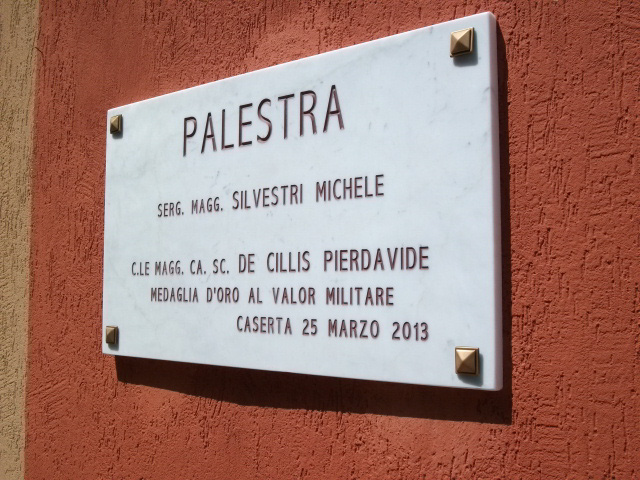 PALESTRA
SERG. MAGG. SILVESTRI MICHELE
C.LE MAGG. CA. SC. DE CILLIS PIERDAVIDE
MEDAGLIA D'ORO AL VALOR MILITARE
CASERTA 25 MARZO 2013